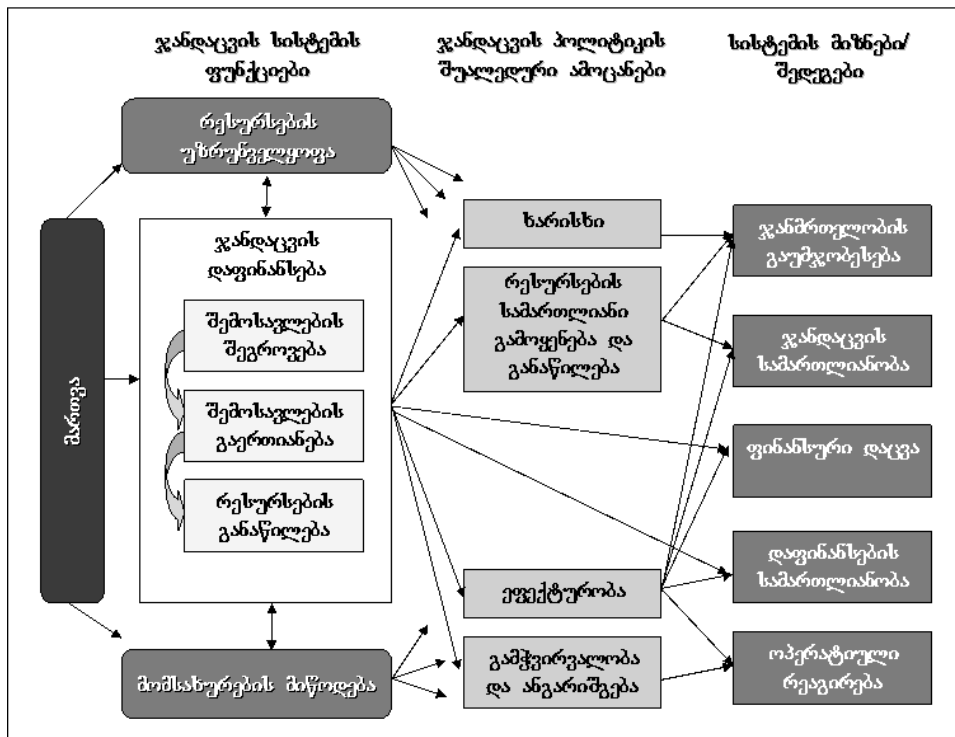 ჯანდაცვის სისტემის
ფუნქციები
ჯანდაცვის პოლიტიკის
შუალედური ამოცანები
სისტემის მიზნები/
შედეგები
რესურსების
უზრუნველყოფა
მართვა
ჯანდაცვის
დაფინანსება
შემოსავლების
შეგროვება
შემოსავლების
გაერთიანება
რესურსების
განაწილება
მომსახურების მიწოდება
ხარისხი
რესურსების
სამართლიანი
გამოყენება და
განაწილება
ეფექტურობა
გამჭვირვალობა
და ანგარიშგება
ჯანმრთელობის
გაუმჯობესება
ჯანდაცვის
სამართლიანობა
ფინანსური დაცვა
დაფინანსების
სამართლიანობა
ოპერატიული
რეაგირება